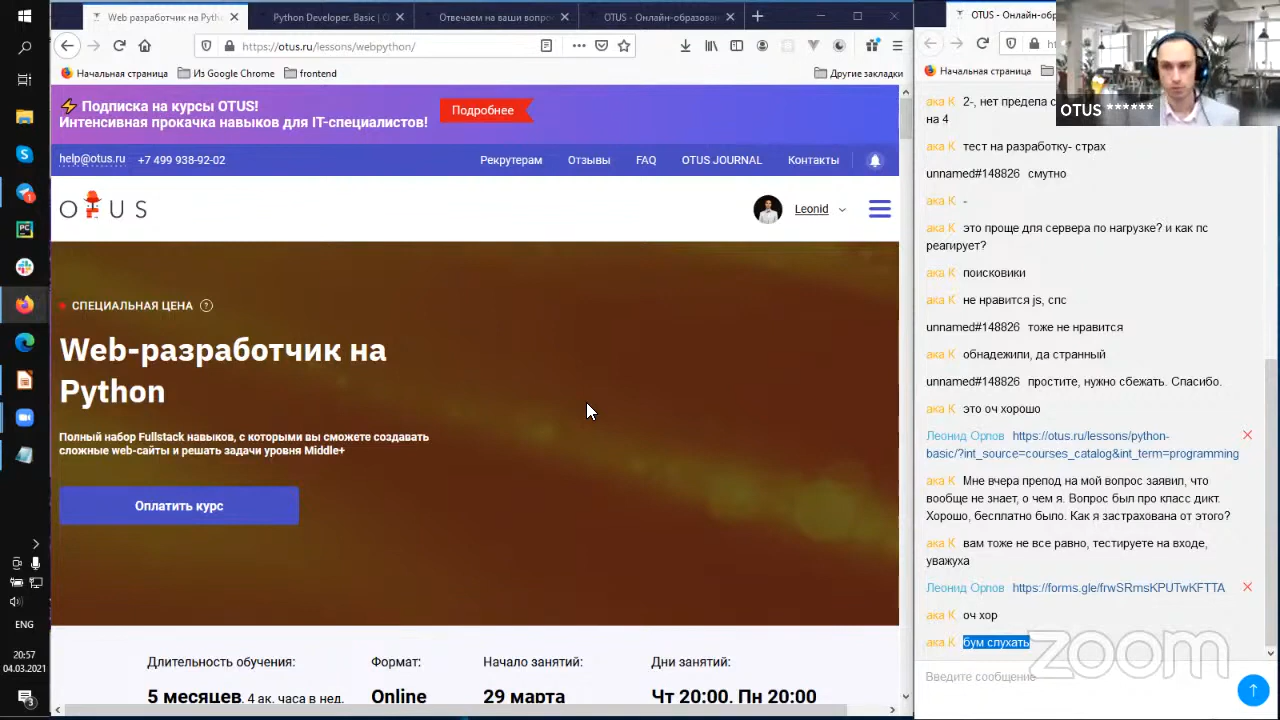 Web разработчик на Pyth
Python Developer. Basic | O
Отвечаем на ваши вопро
OTUS - Онлайн-образова
https://otus.ru/lessons/webpython/
Начальная страница
Из Google Chrome
frontend
Другие закладки
⚡ Подписка на курсы OTUS!
Интенсивная прокачка навыков для IT-специалистов!
Подробнее
help@otus.ru
+7 499 938-92-02
Рекрутерам
Отзывы
FAQ
OTUS JOURNAL
Контакты
OTUS
Leonid
СПЕЦИАЛЬНАЯ ЦЕНА ?
Web-разработчик на
Python
Полный набор Fullstack навыков, с которыми вы сможете создавать
сложные web-сайты и решать задачи уровня Middle+
Оплатить курс
Длительность обучения:
5 месяцев, 4 ак. часа в нед.
Формат:
Online
Начало занятий:
29 марта
Дни занятий:
Чт 20:00, Пн 20:00
ENG
20:57
04.03.2021
3
OTUS - Онлайн-обр
Начальная страница
OTUS ******
ака К 2-, нет предела с
на 4
ака К тест на разработку- страх
unnamed#148826 смутно
ака К -
ака К это проще для сервера по нагрузке? и как пс
реагирует?
ака К поисковики
ака К не нравится js, спс
unnamed#148826 тоже не нравится
ака К обнадежипи, да странный
unnamed#148826 простите, нужно сбежать. Спасибо.
ака К это оч хорошо
Леонид Орлов https://otus.ru/lessons/python-
basic/?int_source=courses_catalog&int_term=programming
ака К Мне вчера препод на мой вопрос заявил, что
вообще не знает, о чем я. Вопрос был про класс дикт.
Хорошо, бесплатно было. Как я застрахована от этого?
ака К вам тоже не все равно, тестируете на входе,
уважуха
Леонид Орлов https://forms.gle/frwSRmsKPUTwKFTTA
ака К оч хор
ака К бум слухать
zoom
Введите сообщение